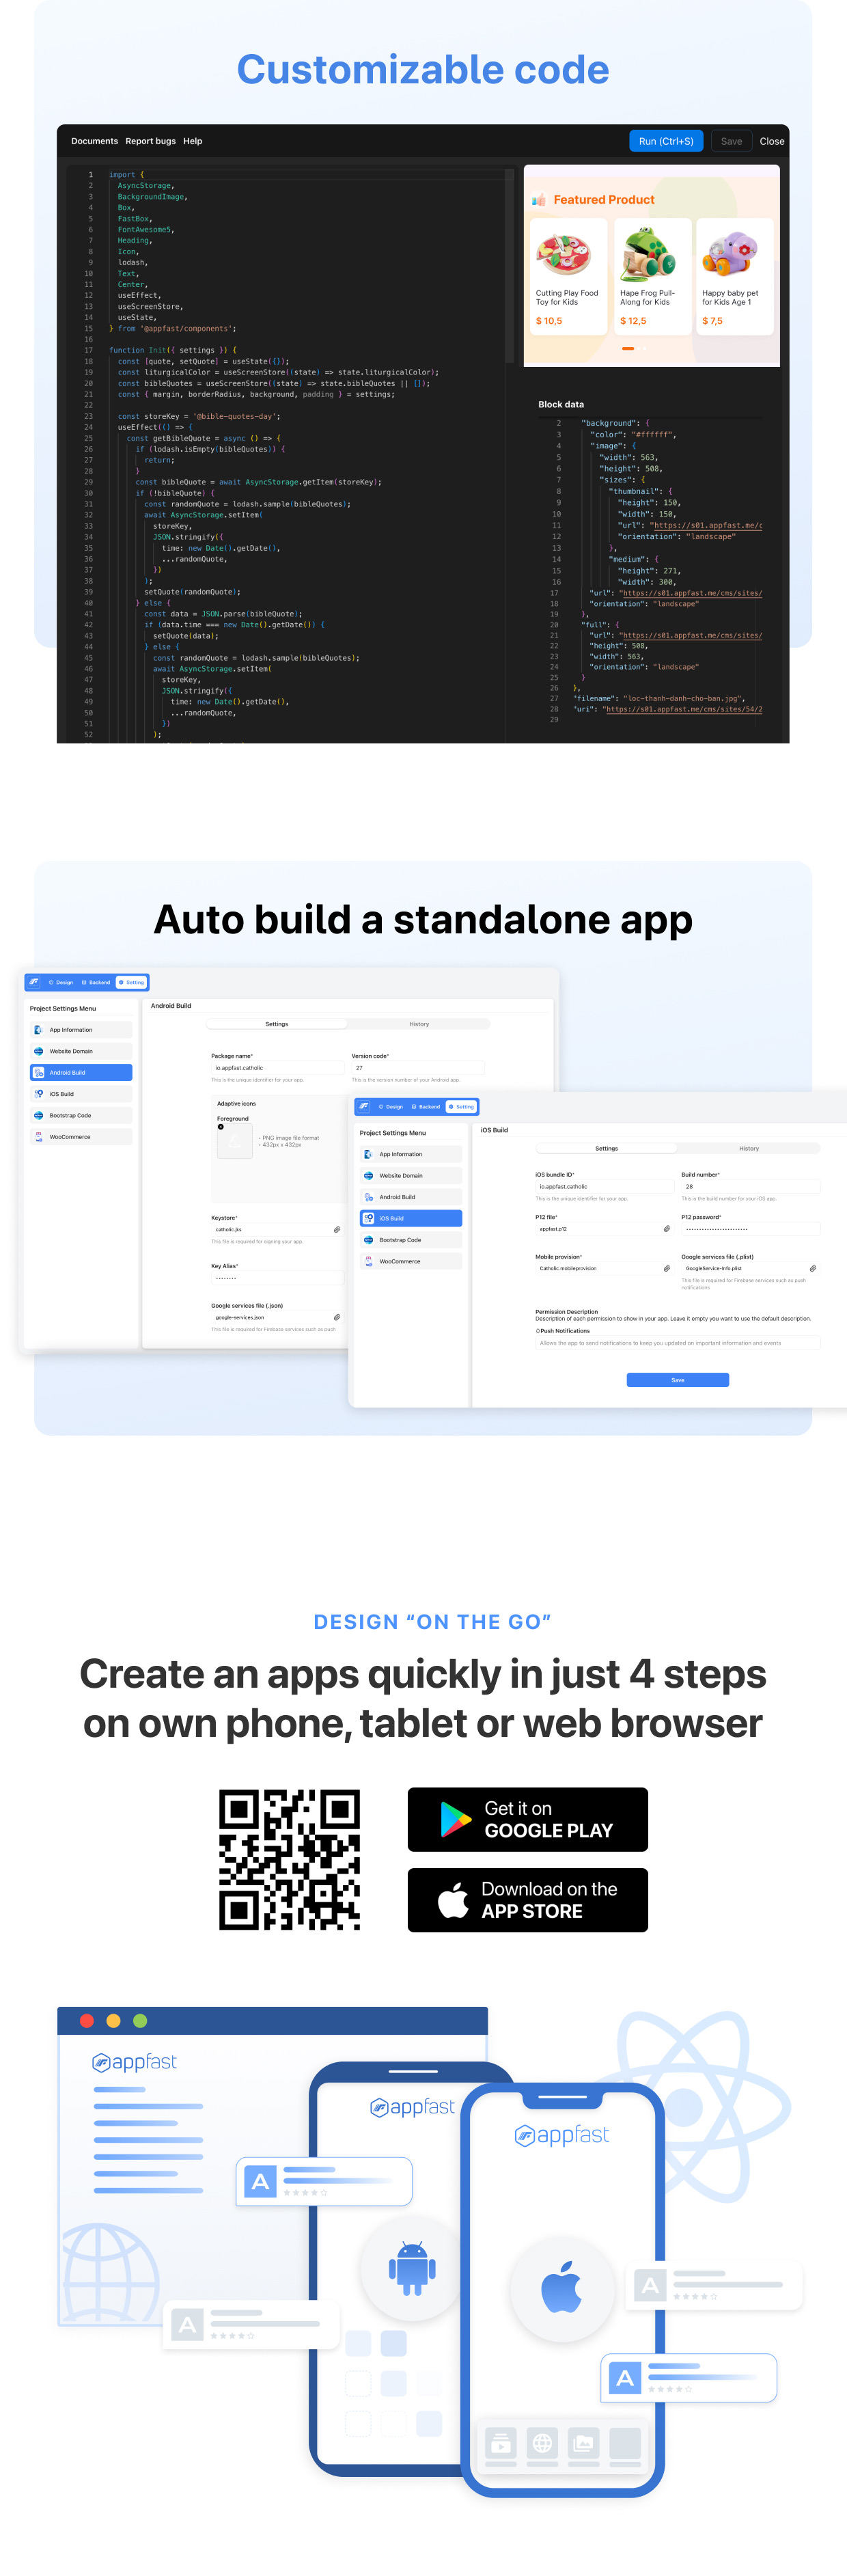 Customizable code
Documents Report bugs Help
Run (Ctrl+S) Save Close
1 import {
2 AsyncStorage,
3 BackgroundImage,
4 Box,
5 FastBox,
6 FontAwesome5,
7 Heading,
8 Icon,
9 lodash,
10 Text,
11 Center,
12 useEffect,
13 useScreenStore,
14 useState,
15 } from '@appfast/components';
16
17 function Init({ settings }) {
18 const [quote, setQuote] = useState({});
19 const liturgicalColor = useScreenStore((state) => state.liturgicalColor);
20 const bibleQuotes = useScreenStore((state) => state.bibleQuotes || []);
21 const { margin, borderRadius, background, padding } = settings;
22
23 const storeKey = '@bible-quotes-day';
24 useEffect(() => {
25 const getBibleQuote = async () => {
26 if (lodash.isEmpty(bibleQuotes)) {
27 return;
28 }
29 const bibleQuote = await AsyncStorage.getItem(storeKey);
30 if (!bibleQuote) {
31 const randomQuote = lodash.sample(bibleQuotes);
32 await AsyncStorage.setItem(
33 storeKey,
34 JSON.stringify({
35 time: new Date().getDate(),
36 ...randomQuote,
37 })
38 );
39 setQuote(randomQuote);
40 } else {
41 const data = JSON.parse(bibleQuote);
42 if (data.time === new Date().getDate()) {
43 setQuote(data);
44 } else {
45 const randomQuote = lodash.sample(bibleQuotes);
46 await AsyncStorage.setItem(
47 storeKey,
48 JSON.stringify({
49 time: new Date().getDate(),
50 ...randomQuote,
51 })
52 );
Featured Product
Cutting Play Food
Toy for Kids
$ 10,5
Hape Frog Pull-
Along for Kids
$ 12,5
Happy baby pet
for Kids Age 1
$ 7,5
Block data
2 "background": {
3 "color": "#ffffff",
4 "image": {
5 "width": 563,
6 "height": 508,
7 "sizes": {
8 "thumbnail": {
9 "height": 150,
10 "width": 150,
11 "url": "https://s01.appfast.me/c
12 "orientation": "landscape"
13 },
14 "medium": {
15 "height": 271,
16 "width": 300,
17 "url": "https://s01.appfast.me/cms/sites/
18 "orientation": "landscape"
19 },
20 "full": {
21 "url": "https://s01.appfast.me/cms/sites/
22 "height": 508,
23 "width": 563,
24 "orientation": "landscape"
25 }
26 },
27 "filename": "loc-thanh-danh-cho-ban.jpg",
28 "uri": "https://s01.appfast.me/cms/sites/54/2
29
Auto build a standalone app
Design Backend Setting
Project Settings Menu
App Information
Website Domain
Android Build
iOS Build
Bootstrap Code
WooCommerce
Android Build
Settings History
Package name*
io.appfast.catholic
This is the unique identifier for your app.
Version code*
27
This is the version number of your Android app.
Adaptive icons
Foreground
- PNG image file format
- 432px x 432px
Keystore*
catholic.jks
This file is required for signing your app.
Key Alias*
••••••••
Google services file (.json)
google-services.json
This file is required for Firebase services such as push
Design Backend Setting
Project Settings Menu
App Information
Website Domain
Android Build
iOS Build
Bootstrap Code
WooCommerce
iOS Build
Settings History
iOS bundle ID*
io.appfast.catholic
This is the unique identifier for your app
Build number*
28
This is the build number for your iOS app.
P12 file*
appfast.p12
P12 password*
Mobile provision*
Catholic.mobileprovision
Google services file (.plist)
GoogleService-Info.plist
This file is required for Firebase services such as push
notifications
Permission Description
Description of each permission to show in your app. Leave it empty you want to use the default description.
Push Notifications
Allows the app to send notifications to keep you updated on important information and events
Save
DESIGN “ON THE GO”
Create an apps quickly in just 4 steps
on own phone, tablet or web browser
Get it on
GOOGLE PLAY
Download on the
APP STORE
appfast
appfast
appfast
A
A
A
A